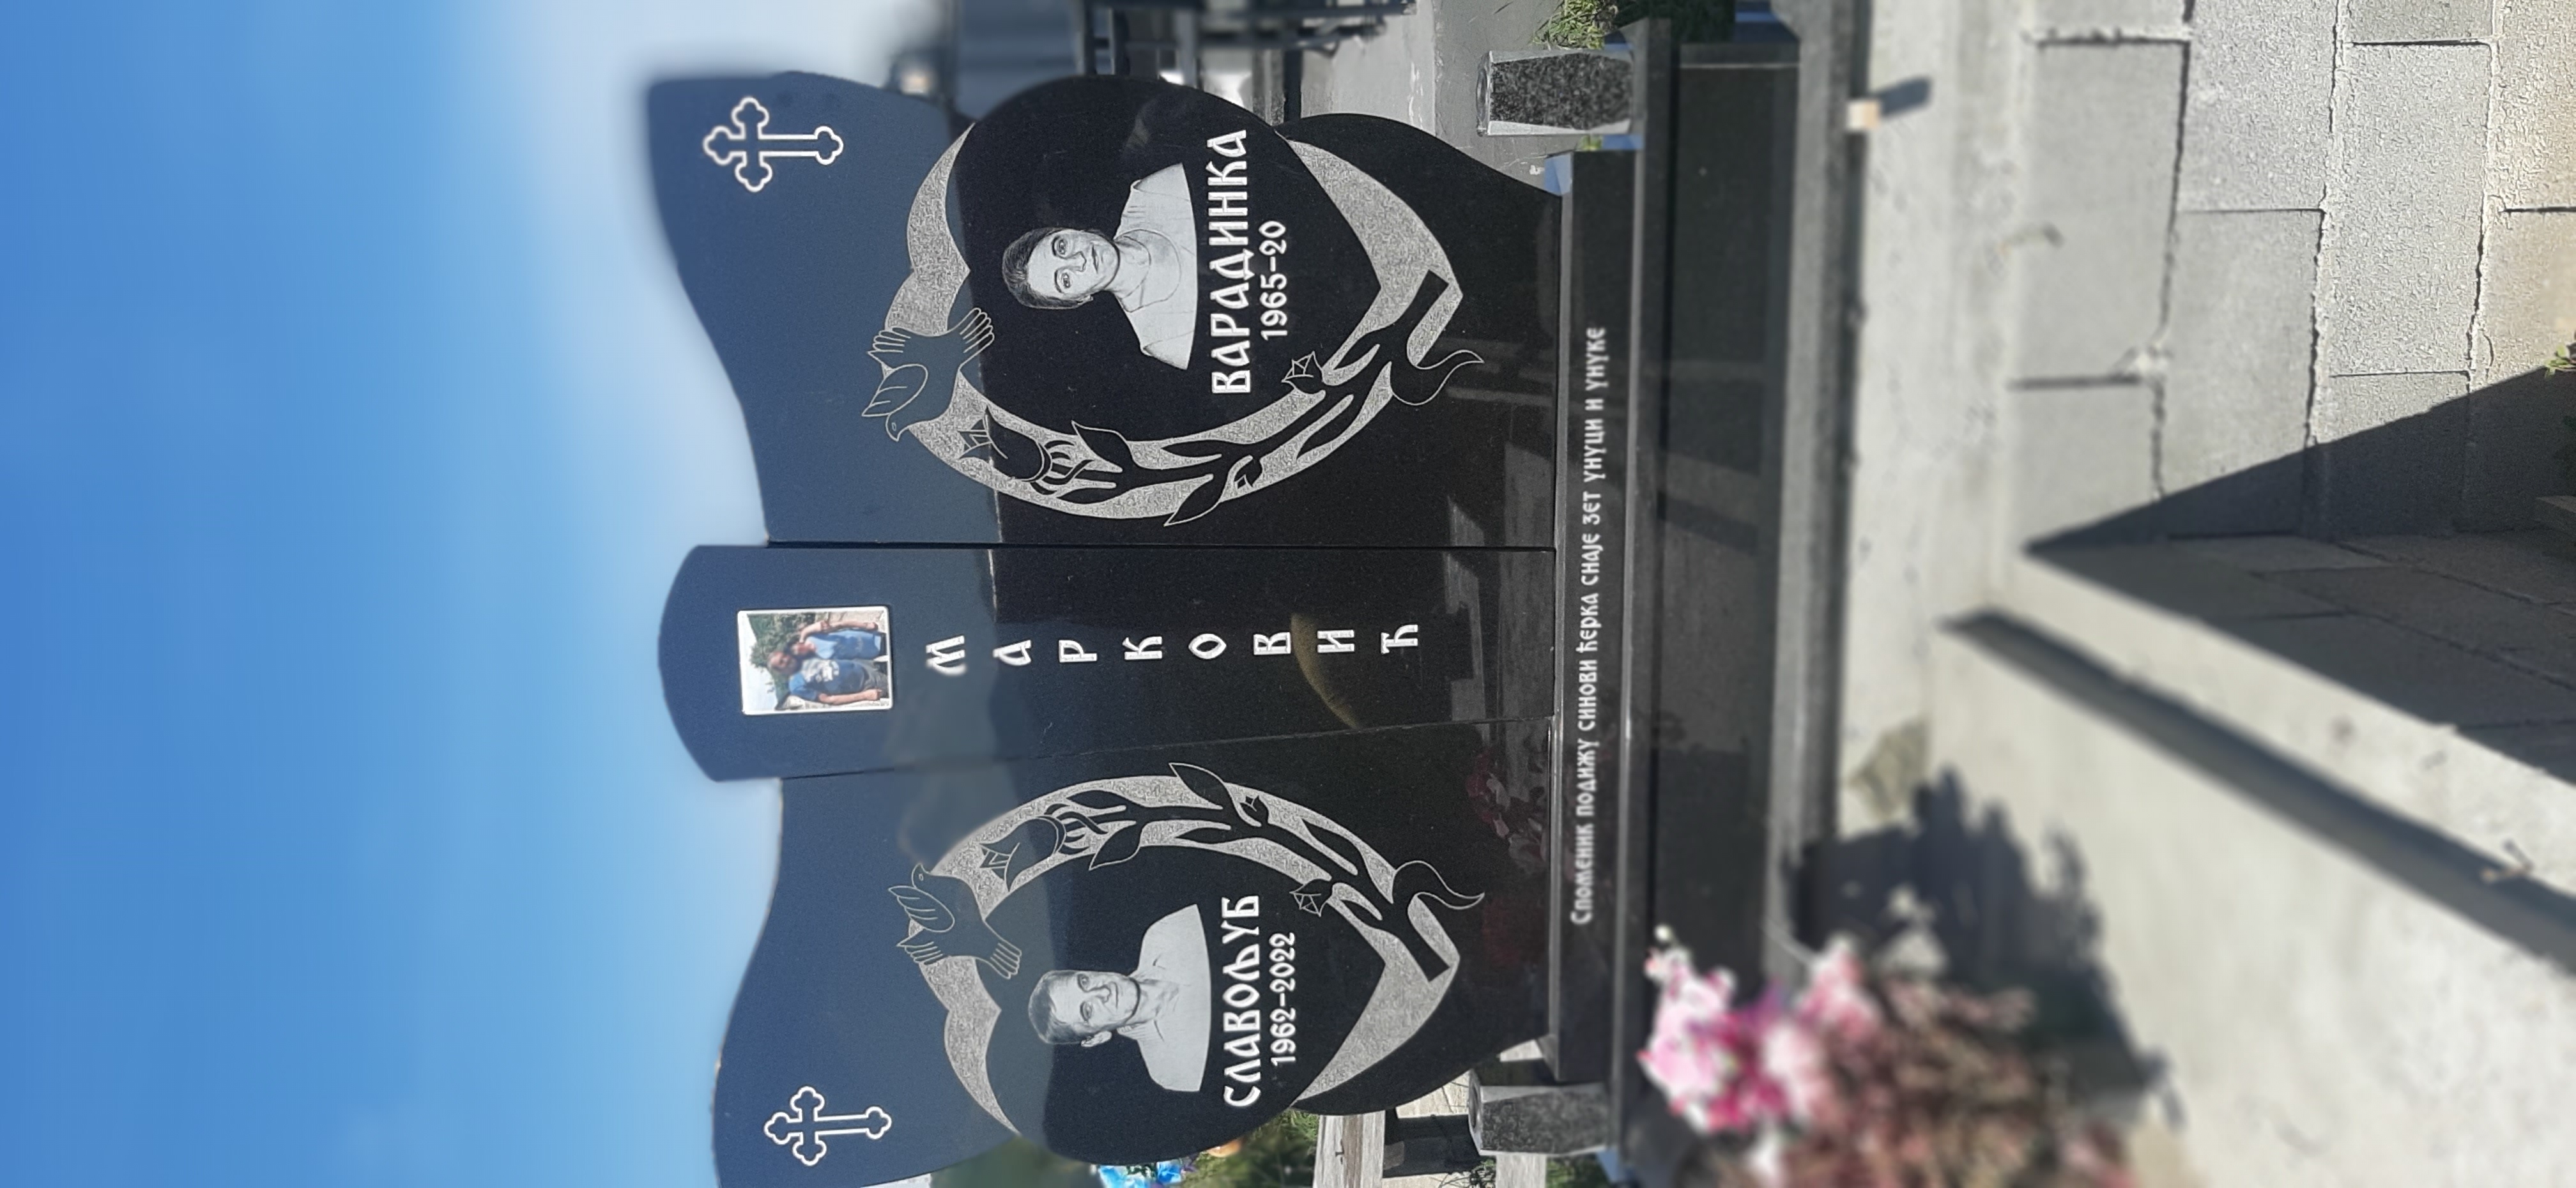 МАРКОВИЋ
СЛАВОЉУБ
1962-2022
ВАРАДИНКА
1965-20
Споменик подижу синови ћерка снаје зет унуци и унуке